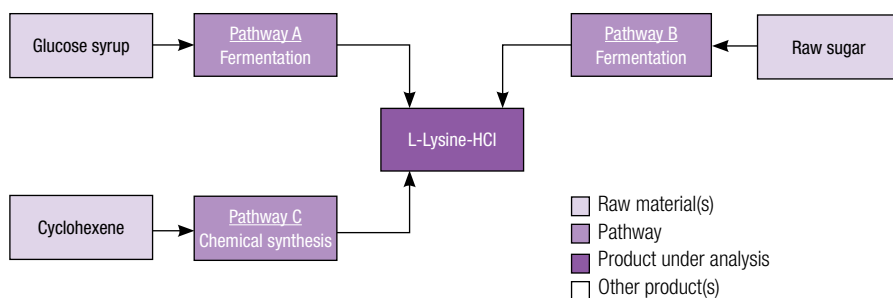 Glucose syrup
Pathway A
Fermentation
Pathway B
Fermentation
Raw sugar
L-Lysine-HCl
Cyclohexene
Pathway C
Chemical synthesis
Raw material(s)
Pathway
Product under analysis
Other product(s)